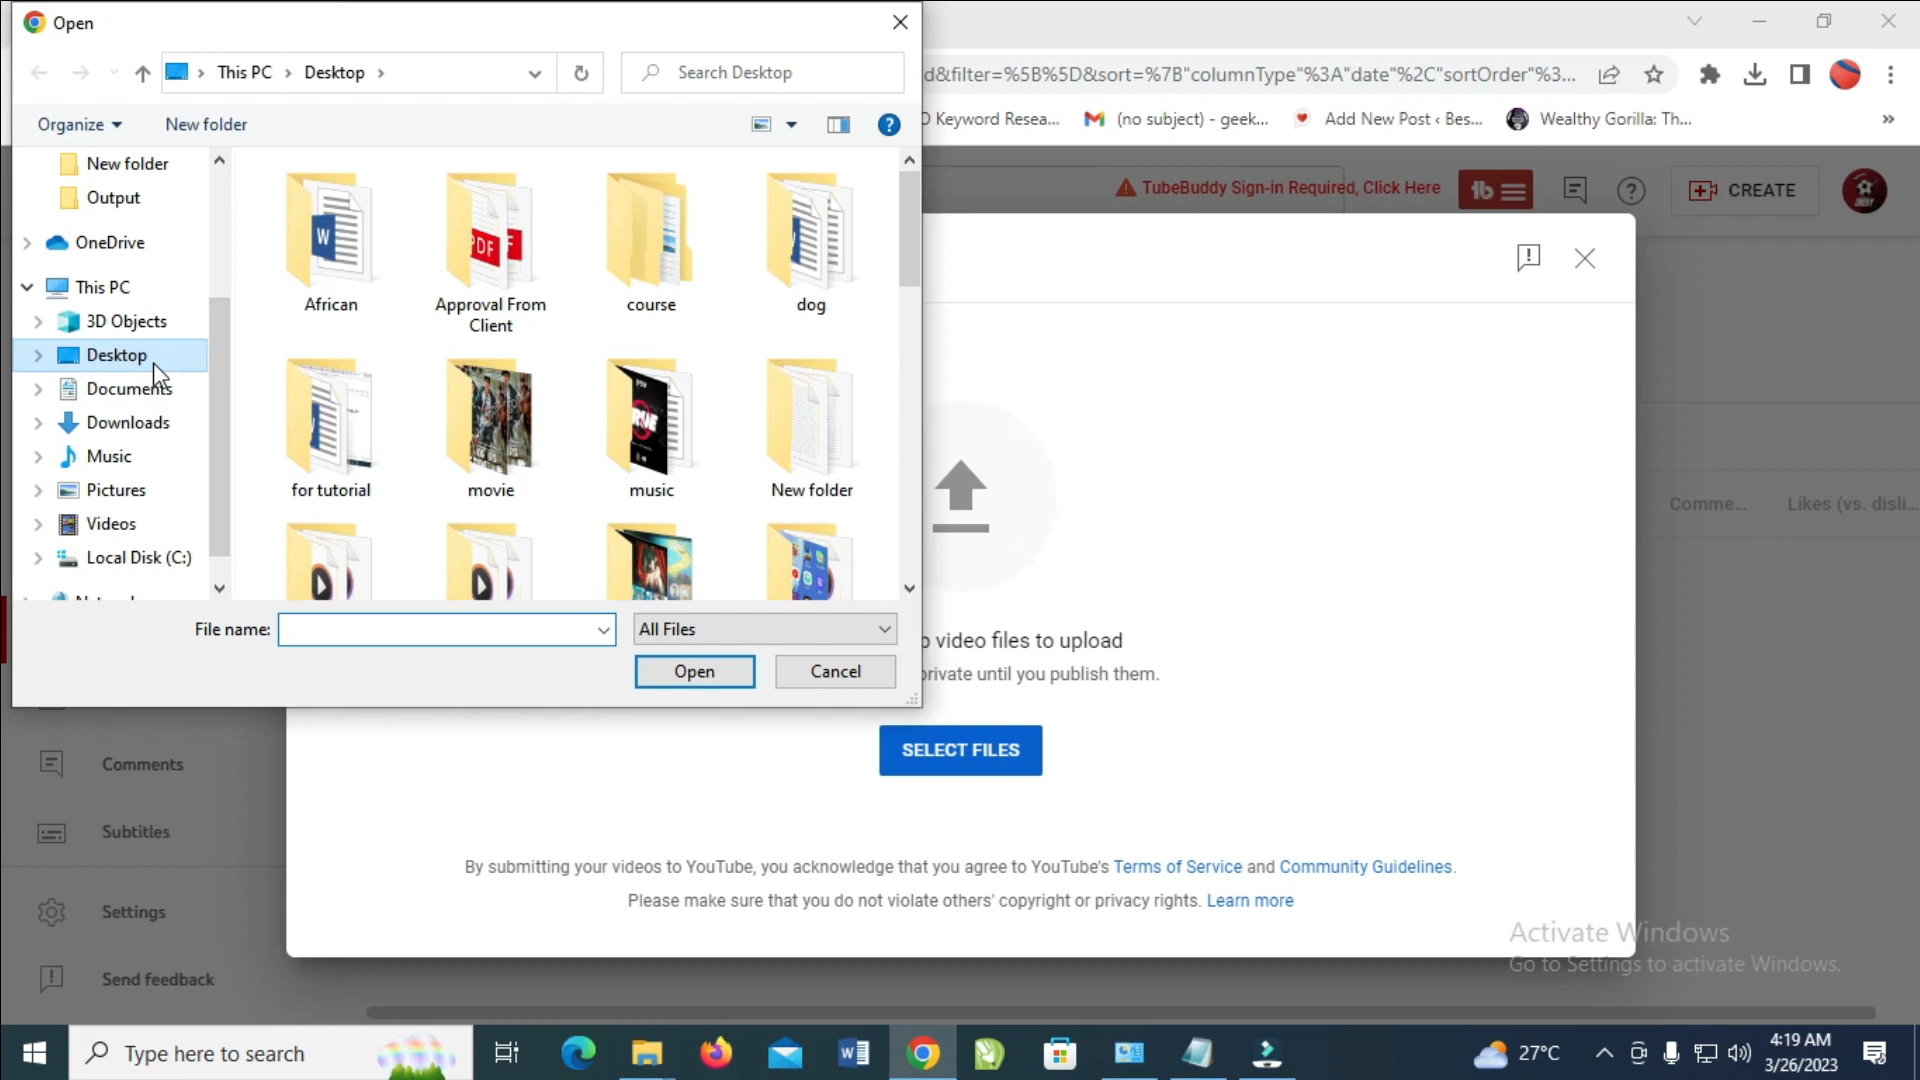 Open
This PC
Desktop
Search Desktop
Organize
New folder
New folder
Output
OneDrive
This PC
3D Objects
Desktop
Documents
Downloads
Music
Pictures
Videos
Local Disk (C:)
African
Approval From
Client
course
dog
for tutorial
movie
music
New folder
File name:
All Files
Open
Cancel
d&filter=%5B%5D&sort=%7B"columnType"%3A"date"%2C"sortOrder"%3...
O Keyword Resea...
(no subject) - geek...
Add New Post ‹ Bes...
Wealthy Gorilla: Th...
TubeBuddy Sign-in Required, Click Here
CREATE
Comme...
Likes (vs. disli...
video files to upload
private until you publish them.
SELECT FILES
By submitting your videos to YouTube, you acknowledge that you agree to YouTube's Terms of Service and Community Guidelines.
Please make sure that you do not violate others' copyright or privacy rights. Learn more
Comments
Subtitles
Settings
Send feedback
Activate Windows
Go to Settings to activate Windows.
Type here to search
27°C
4:19 AM
3/26/2023